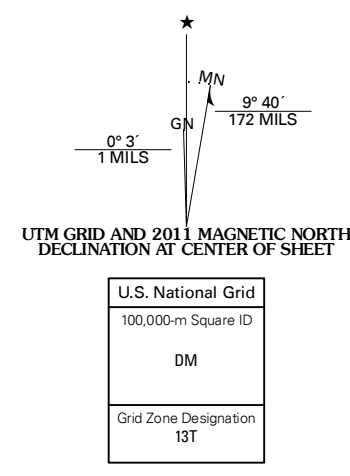 ★
MN
GN
9° 40´
172 MILS
0° 3´
1 MILS
UTM GRID AND 2011 MAGNETIC NORTH
DECLINATION AT CENTER OF SHEET
U.S. National Grid
100,000-m Square ID
DM
Grid Zone Designation
13T